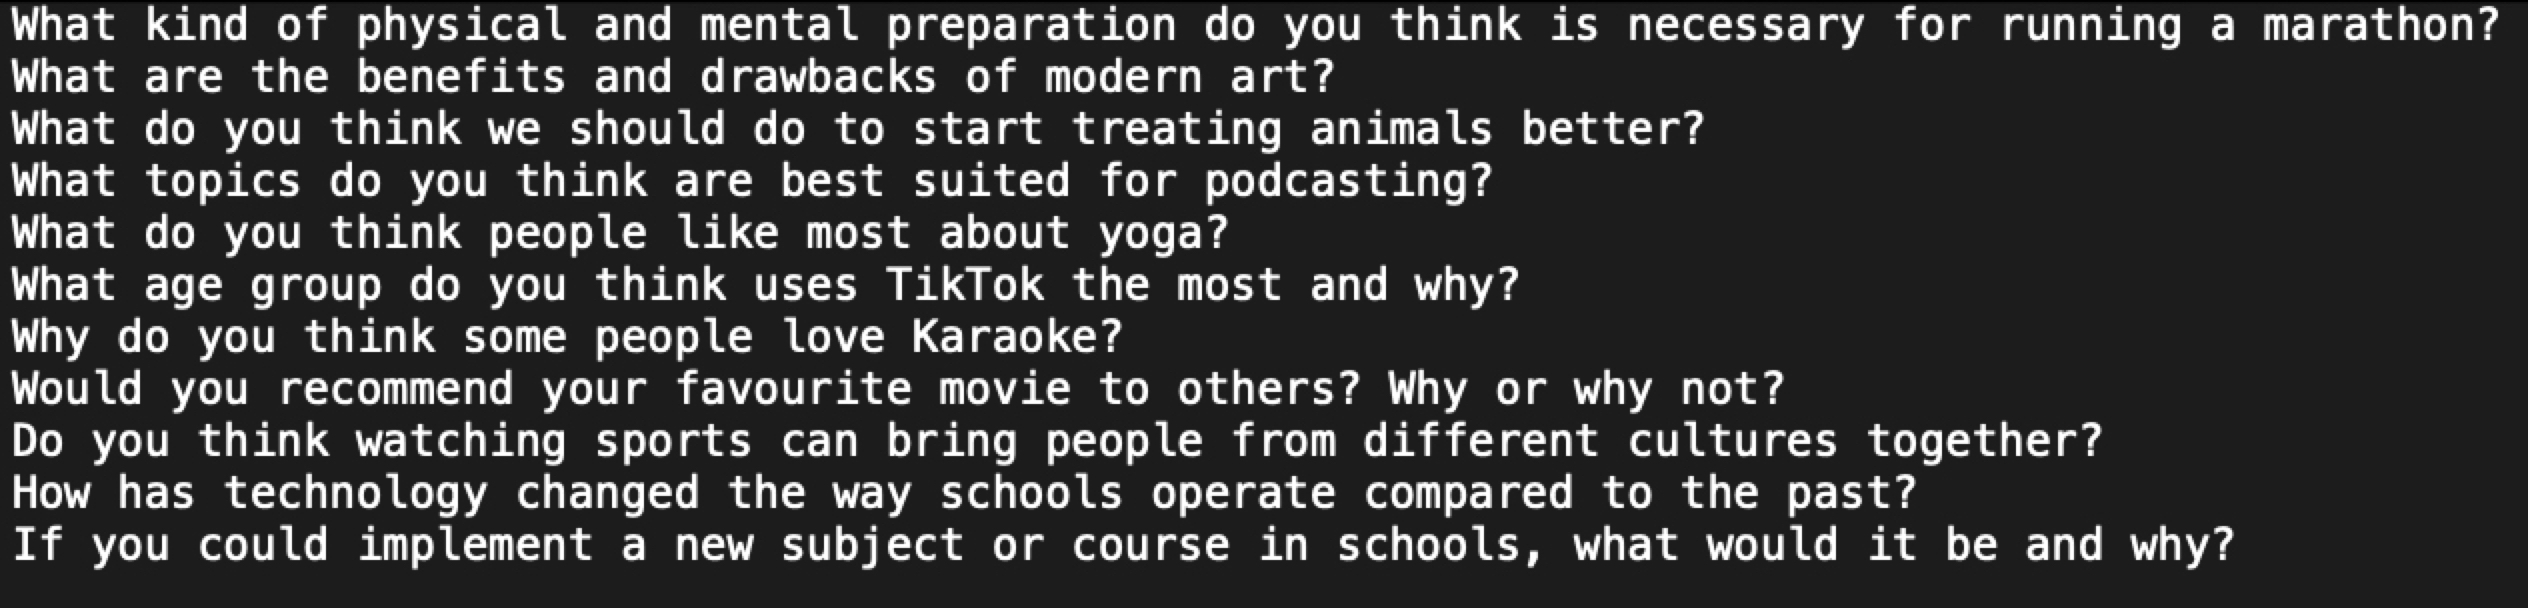 What kind of physical and mental preparation do you think is necessary for running a marathon?
What are the benefits and drawbacks of modern art?
What do you think we should do to start treating animals better?
What topics do you think are best suited for podcasting?
What do you think people like most about yoga?
What age group do you think uses TikTok the most and why?
Why do you think some people love Karaoke?
Would you recommend your favourite movie to others? Why or why not?
Do you think watching sports can bring people from different cultures together?
How has technology changed the way schools operate compared to the past?
If you could implement a new subject or course in schools, what would it be and why?